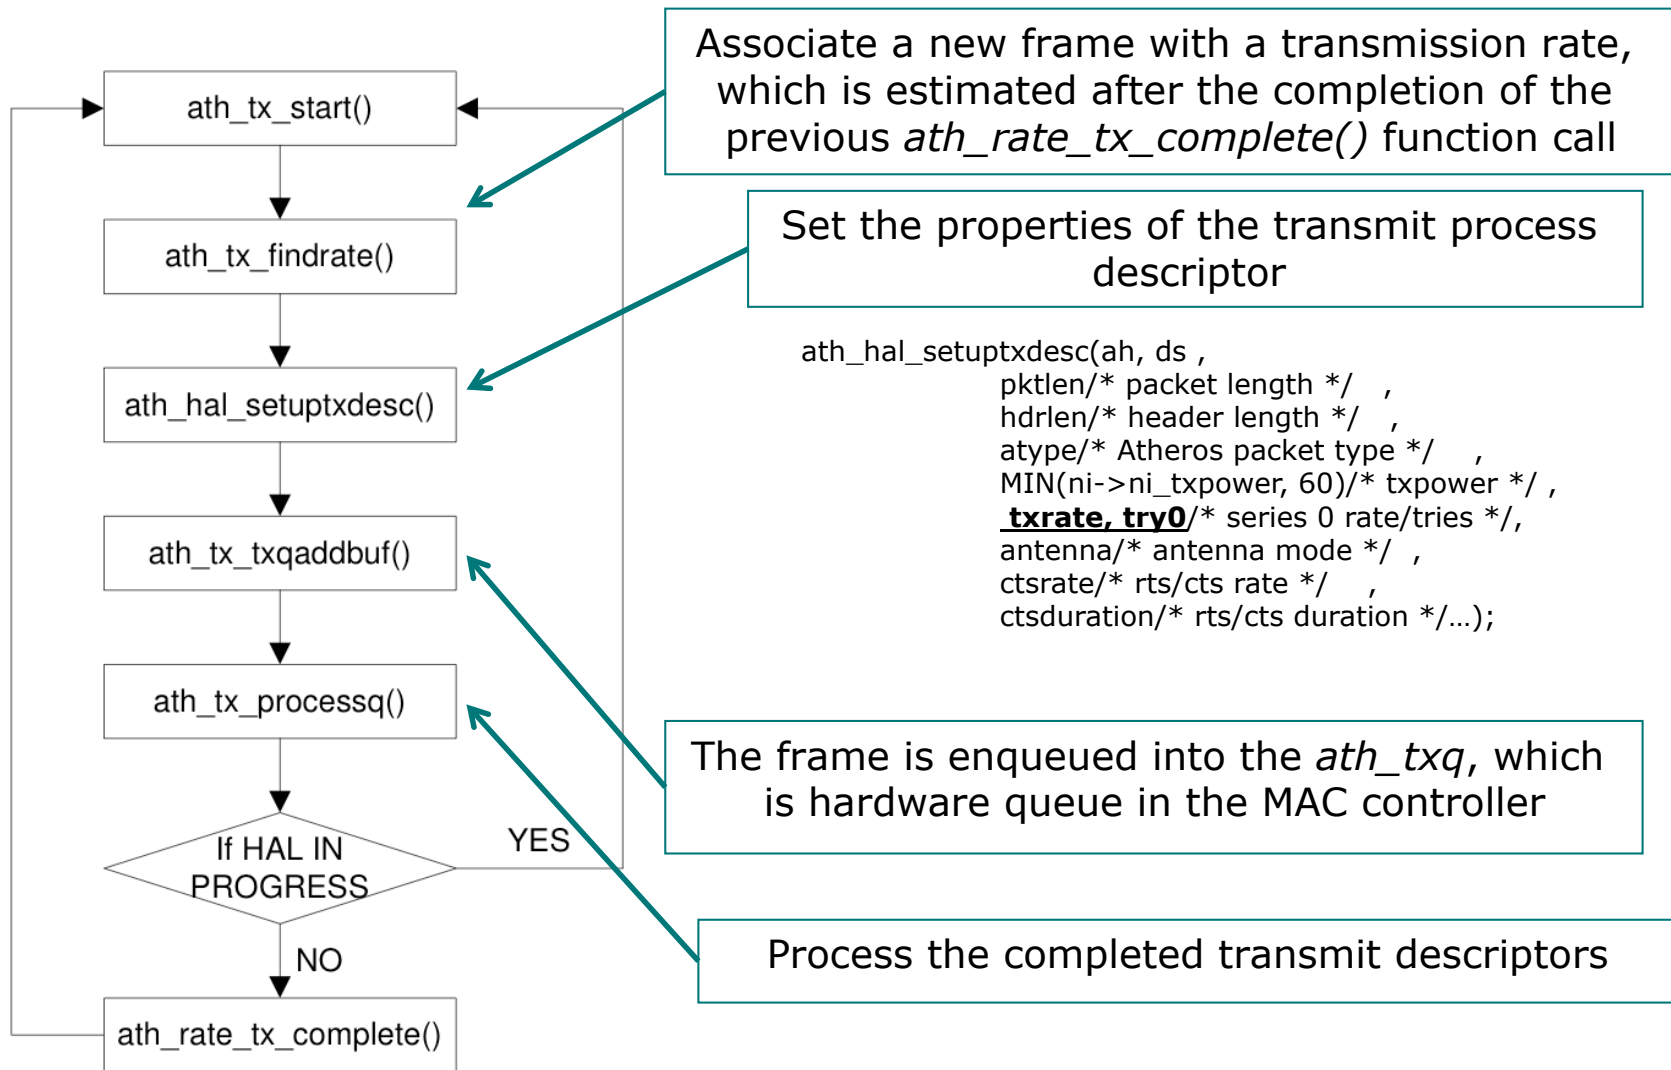 Associate a new frame with a transmission rate,
which is estimated after the completion of the
previous ath_rate_tx_complete() function call
ath_tx_start()
Set the properties of the transmit process
descriptor
ath_tx_findrate()
ath_hal_setuptxdesc(ah, ds ,
pktlen/* packet length */ ,
hdrlen/* header length */ ,
atype/* Atheros packet type */ ,
MIN(ni->ni_txpower, 60)/* txpower */ ,
txrate, try0/* series 0 rate/tries */,
antenna/* antenna mode */ ,
ctsrate/* rts/cts rate */ ,
ctsduration/* rts/cts duration */…);
ath_hal_setuptxdesc()
ath_tx_txqaddbuf()
ath_tx_processq()
The frame is enqueued into the ath_txq, which
is hardware queue in the MAC controller
If HAL IN
PROGRESS
YES
Process the completed transmit descriptors
NO
ath_rate_tx_complete()